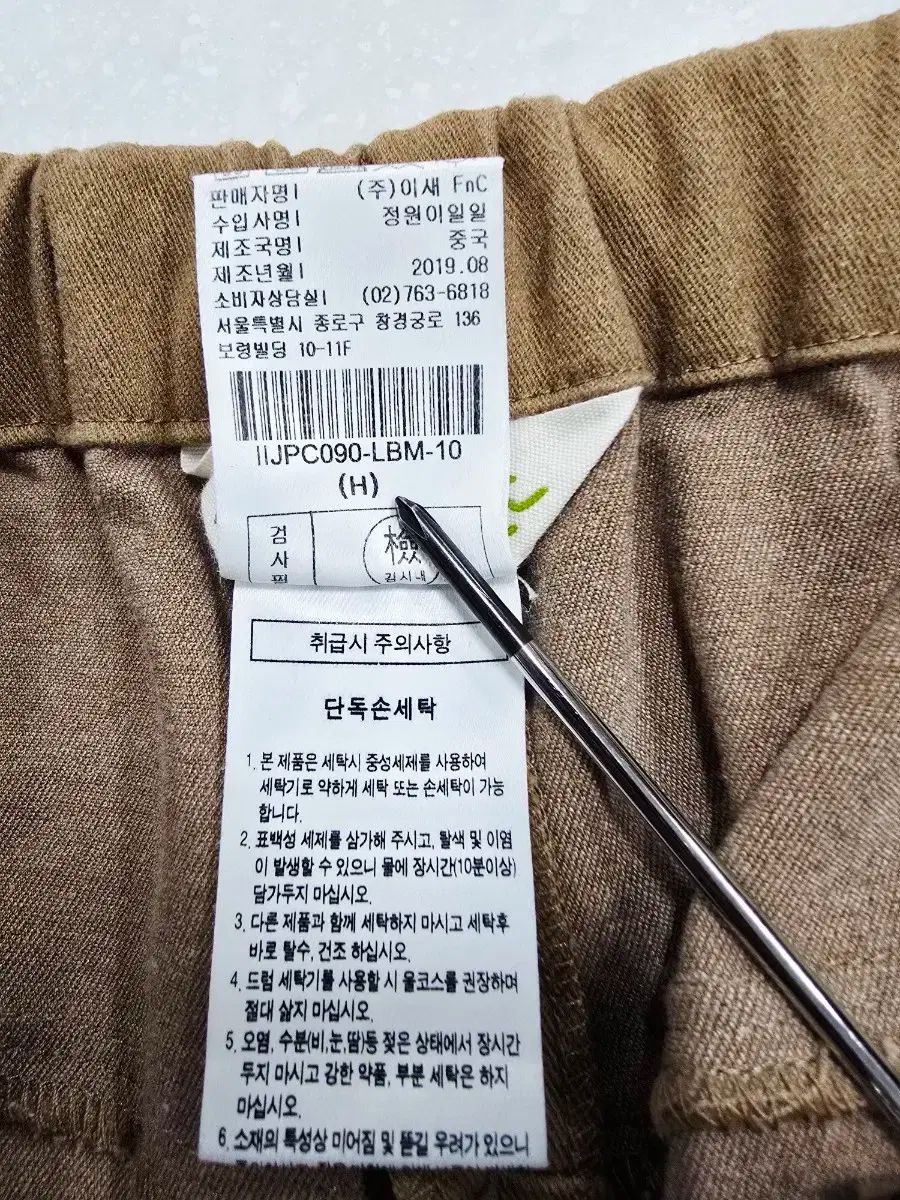 판매자명 (주)이새 FnC
수입사명 정원이일일
제조국명 중국
제조년월 2019.08
소비자상담실 (02)763-6818
서울특별시 종로구 창경궁로 136
보령빌딩 10-11F
IIJPC090-LBM-10
(H)
검사필
檢
김시내
취급시 주의사항
단독손세탁
1. 본 제품은 세탁시 중성세제를 사용하여
세탁기로 약하게 세탁 또는 손세탁이 가능
합니다.
2. 표백성 세제를 삼가해 주시고, 탈색 및 이염
이 발생할 수 있으니 물에 장시간(10분이상)
담가두지 마십시오.
3. 다른 제품과 함께 세탁하지 마시고 세탁후
바로 탈수, 건조 하십시오.
4. 드럼 세탁기를 사용할 시 울코스를 권장하며
절대 삶지 마십시오.
5. 오염, 수분(비,눈,땀)등 젖은 상태에서 장시간
두지 마시고 강한 약품, 부분 세탁은 하지
마십시오.
6. 소재의 특성상 미어짐 및 뜯길 우려가 있으니